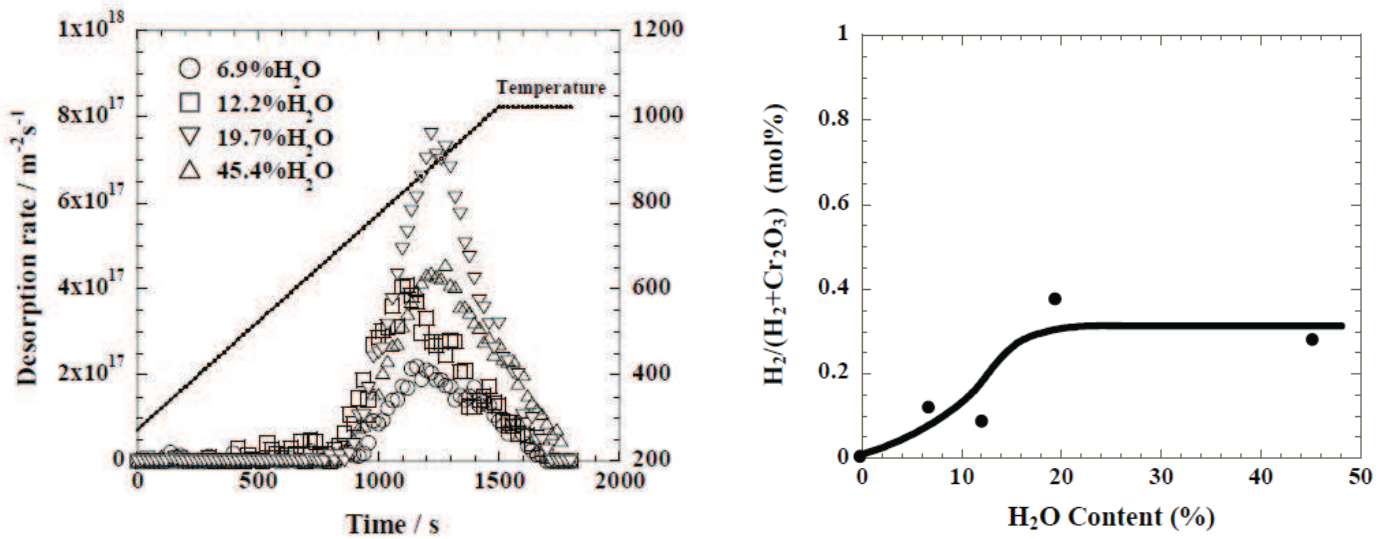 1x10^18
8x10^17
6x10^17
4x10^17
2x10^17
0
Desorption rate / m^-2s^-1
6.9%H₂O
12.2%H₂O
19.7%H₂O
45.4%H₂O
Temperature
1200
1000
800
600
400
200
0 500 1000 1500 2000
Time / s
1
0.8
0.6
0.4
0.2
0
H₂/(H₂+Cr₂O₃) (mol%)
0 10 20 30 40 50
H₂O Content (%)